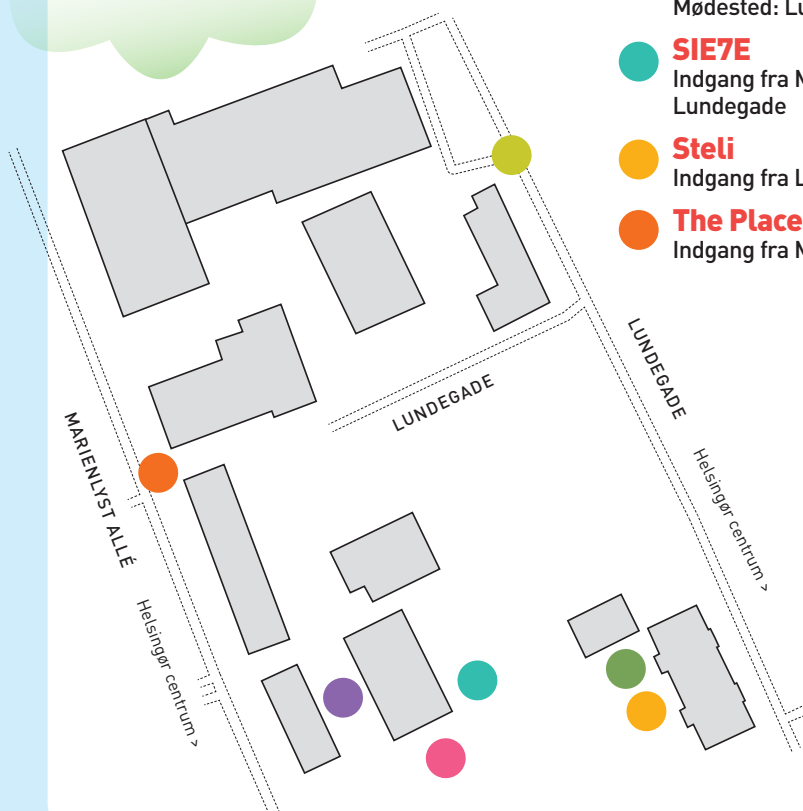 Mødested: Lu
SIE7E
Indgang fra M
Lundegade
Steli
Indgang fra L
The Place
Indgang fra M
LUNDEGADE
LUNDEGADE
MARIENLYST ALLÉ
Helsingør centrum >
Helsingør centrum >